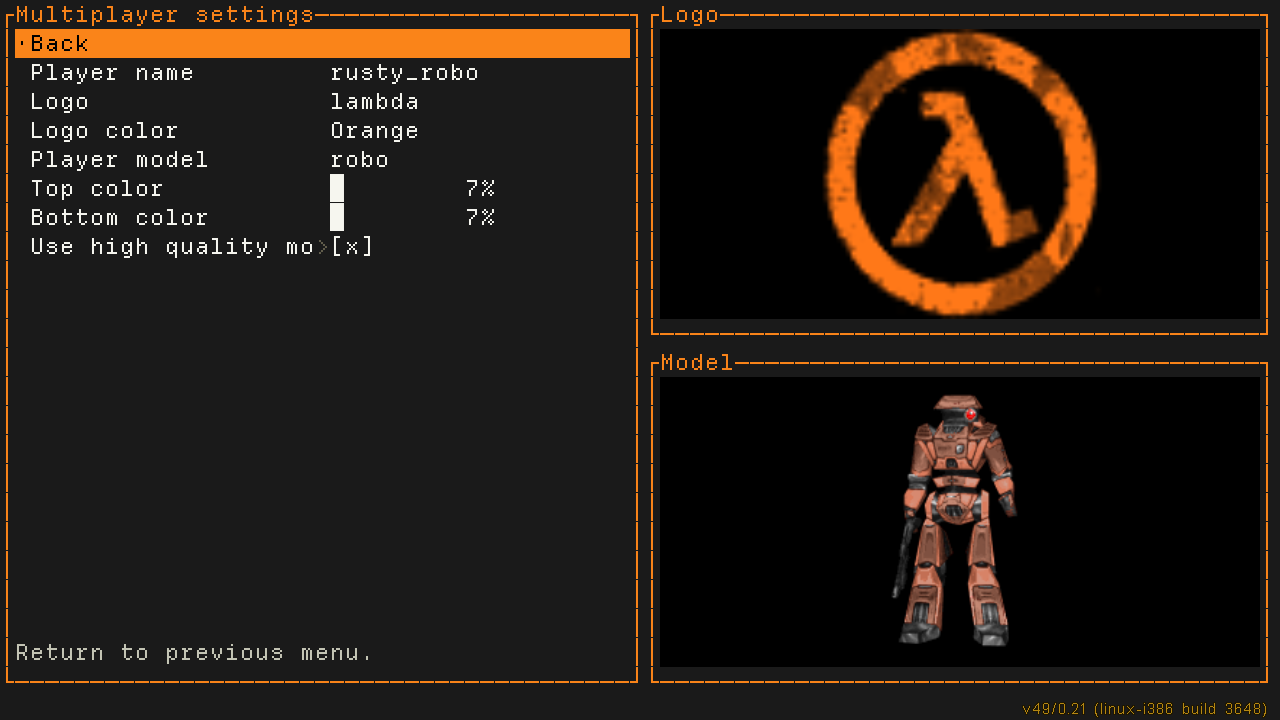 Multiplayer settings
Back
Player name rusty_robo
Logo lambda
Logo color Orange
Player model robo
Top color 7%
Bottom color 7%
Use high quality mo>[x]
Return to previous menu.
Logo
Model
v49/0.21 (linux-i386 build 3648)